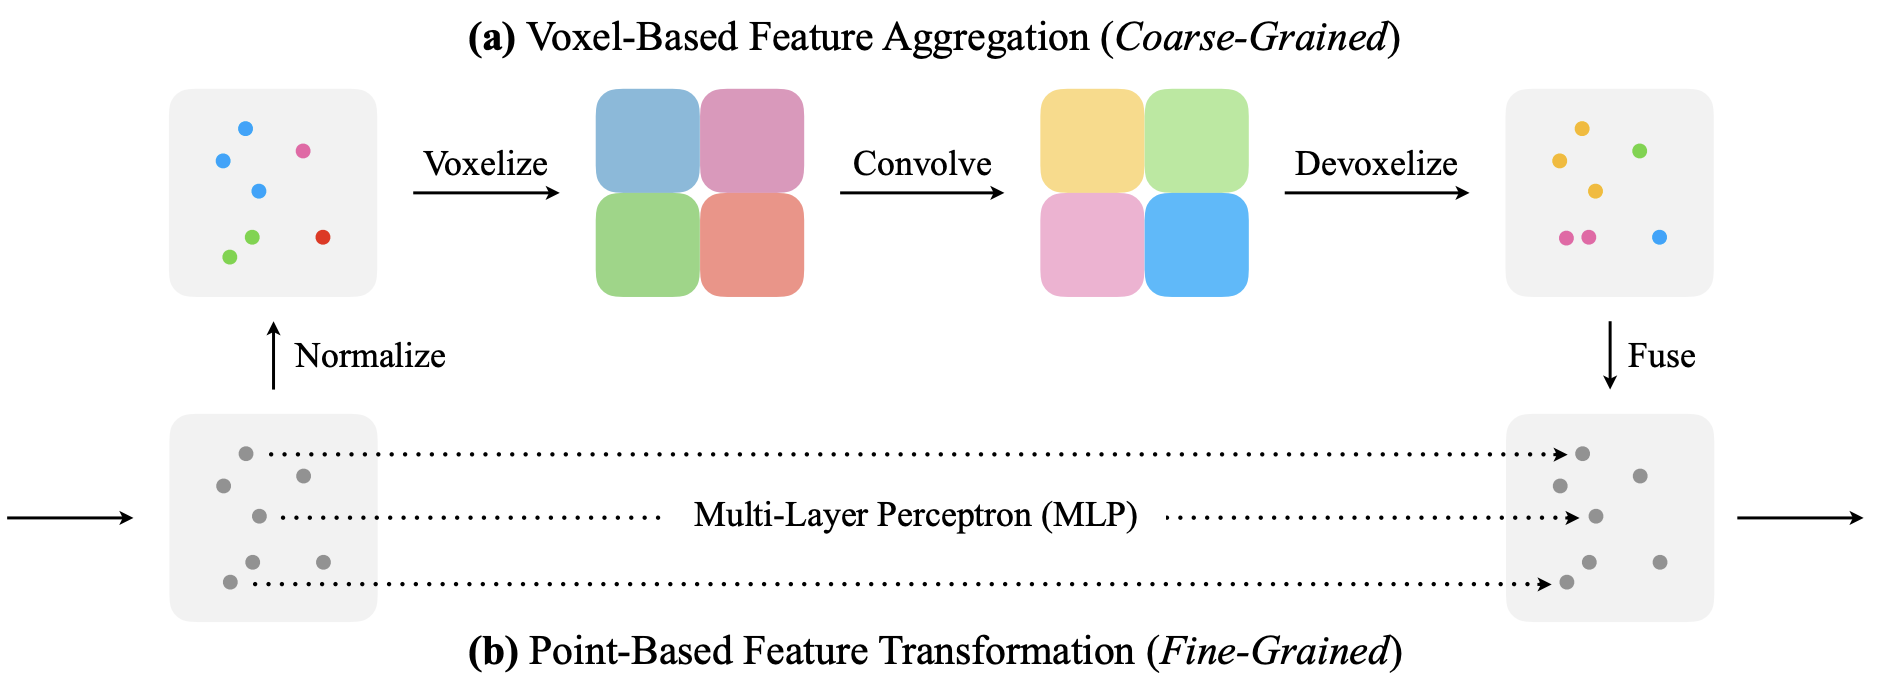 (a) Voxel-Based Feature Aggregation (Coarse-Grained)
Voxelize
Convolve
Devoxelize
Normalize
Fuse
Multi-Layer Perceptron (MLP)
(b) Point-Based Feature Transformation (Fine-Grained)